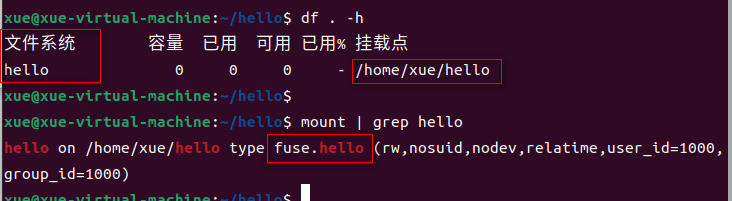 xue@xue-virtual-machine:~/hello$ df . -h
文件系统 容量 已用 可用 已用% 挂载点
hello 0 0 0 - /home/xue/hello
xue@xue-virtual-machine:~/hello$
xue@xue-virtual-machine:~/hello$ mount | grep hello
hello on /home/xue/hello type fuse.hello (rw,nosuid,nodev,relatime,user_id=1000,
group_id=1000)
xue@xue-virtual-machine:~/hello$